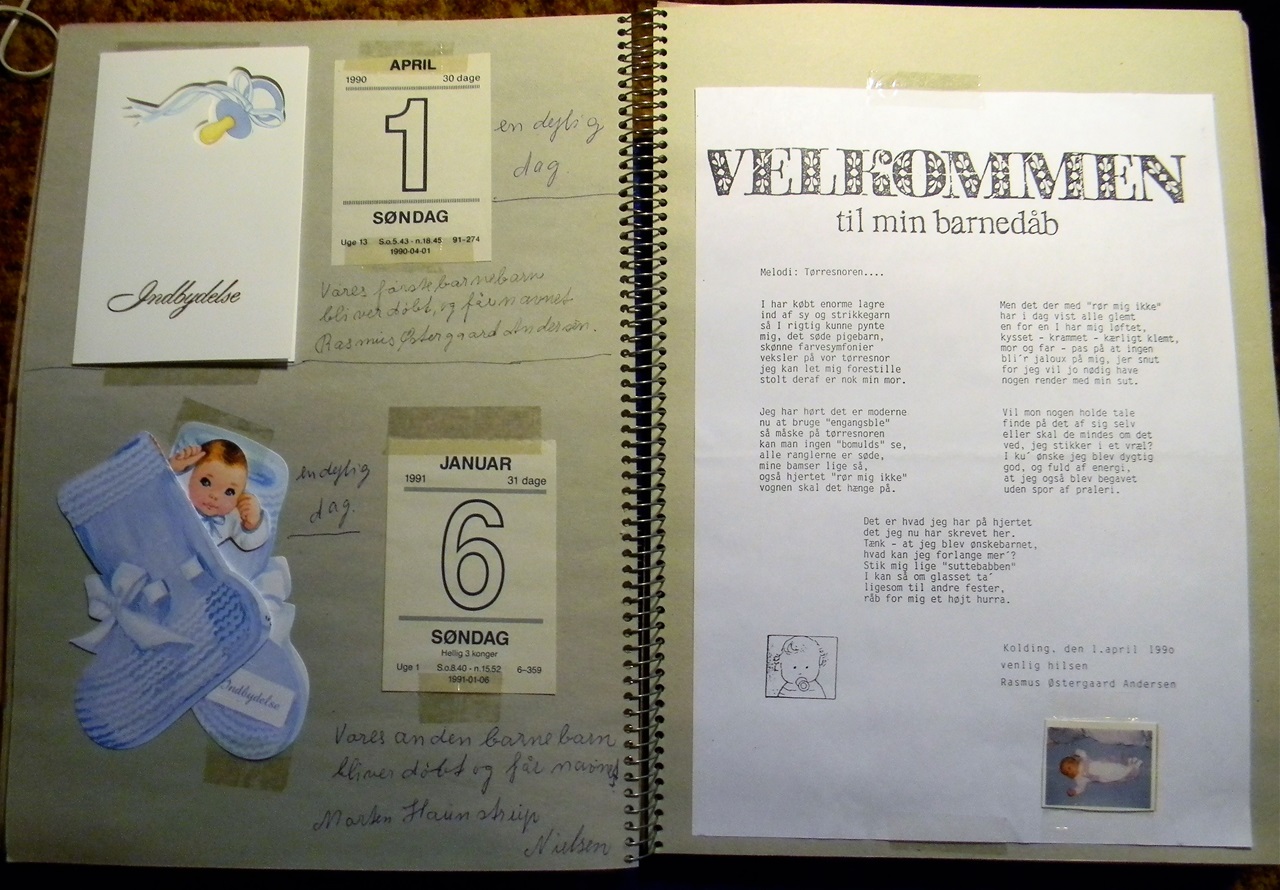 Indbydelse
APRIL
1990 30 dage
1
SØNDAG
Uge 13 S.o.5.43 - n.18.45 91-274
1990-04-01
en dejlig
dag.
Vores første barnebarn
bliver døbt, og får navnet
Rasmus Østergaard Andersen.
en dejlig
dag.
Indbydelse
JANUAR
1991 31 dage
6
SØNDAG
Hellig 3 konger
Uge 1 S.o.8.40 - n.15.52 6-359
1991-01-06
Vores anden barnebarn
bliver døbt og får navnet
Morten Haunstrup
Nielsen
VELKOMMEN
til min barnedåb
Melodi: Tørresnoren....
I har købt enorme lagre
ind af sy og strikkegarn
så I rigtig kunne pynte
mig, det søde pigebarn,
skønne farvesymfonier
veksler på vor tørresnor
jeg kan let mig forestille
stolt deraf er nok min mor.
Jeg har hørt det er moderne
nu at bruge "engangsble"
så måske på tørresnoren
kan man ingen "bomulds" se,
alle ranglerne er søde,
mine bamser lige så,
også hjertet "rør mig ikke"
vognen skal det hænge på.
Men det der med "rør mig ikke"
har i dag vist alle glemt
en for en I har mig løftet,
kysset - krammet - kærligt klemt,
mor og far - pas på at ingen
bli´r jaloux på mig, jer snut
for jeg vil jo nødig have
nogen render med min sut.
Vil mon nogen holde tale
finde på det af sig selv
eller skal de mindes om det
ved, jeg stikker i et vræl?
I ku´ ønske jeg blev dygtig
god, og fuld af energi,
at jeg også blev begavet
uden spor af praleri.
Det er hvad jeg har på hjertet
det jeg nu har skrevet her.
Tænk - at jeg blev ønskebarnet,
hvad kan jeg forlange mer´?
Stik mig lige "suttebabben"
I kan så om glasset ta´
ligesom til andre fester,
råb for mig et højt hurra.
Kolding, den 1.april 1990
venlig hilsen
Rasmus Østergaard Andersen